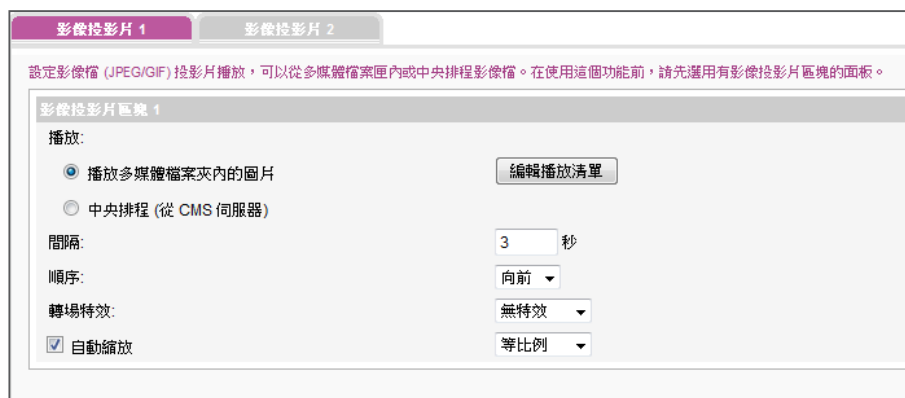 影像投影片 1 影像投影片 2
設定影像檔 (JPEG/GIF) 投影片播放，可以從多媒體檔案匣內或中央排程影像檔。在使用這個功能前，請先選用有影像投影片區塊的面板。
影像投影片區塊 1
播放:
播放多媒體檔案夾內的圖片 編輯播放清單
中央排程 (從 CMS 伺服器)
間隔: 3 秒
順序: 向前
轉場特效: 無特效
自動縮放 等比例